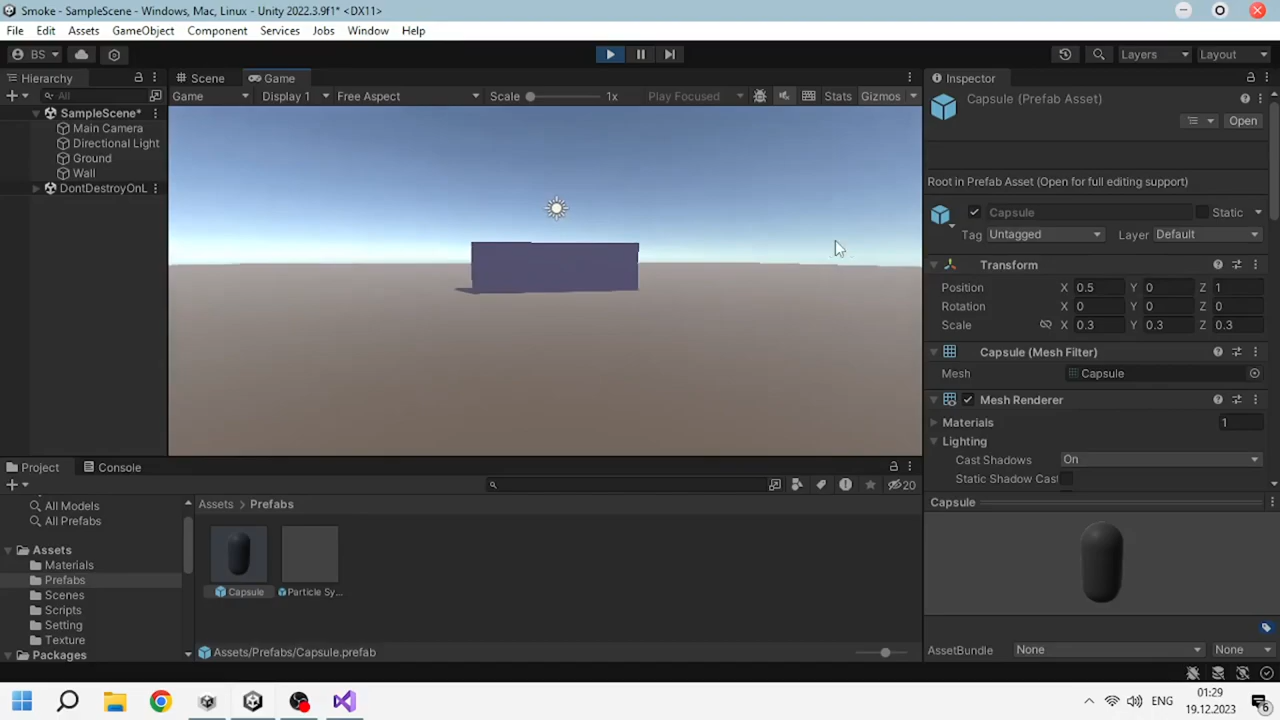 Smoke - SampleScene - Windows, Mac, Linux - Unity 2022.3.9f1* <DX11>
File Edit Assets GameObject Component Services Jobs Window Help
BS Layers Layout
Hierarchy Scene Game Inspector
All Game Display 1 Free Aspect Scale 1x Play Focused Stats Gizmos
Capsule (Prefab Asset)
Open
SampleScene*
Main Camera
Directional Light
Ground
Wall
DontDestroyOnL
Root in Prefab Asset (Open for full editing support)
Capsule Static
Tag Untagged Layer Default
Transform
Position X 0.5 Y 0 Z 1
Rotation X 0 Y 0 Z 0
Scale X 0.3 Y 0.3 Z 0.3
Capsule (Mesh Filter)
Mesh Capsule
Mesh Renderer
Materials 1
Lighting
Cast Shadows On
Static Shadow Cast
Project Console
20
All Models
All Prefabs
Assets
Materials
Prefabs
Scenes
Scripts
Setting
Texture
Packages
Assets > Prefabs
Capsule Particle Sy...
Assets/Prefabs/Capsule.prefab
Capsule
AssetBundle None None
ENG 01:29
19.12.2023 6